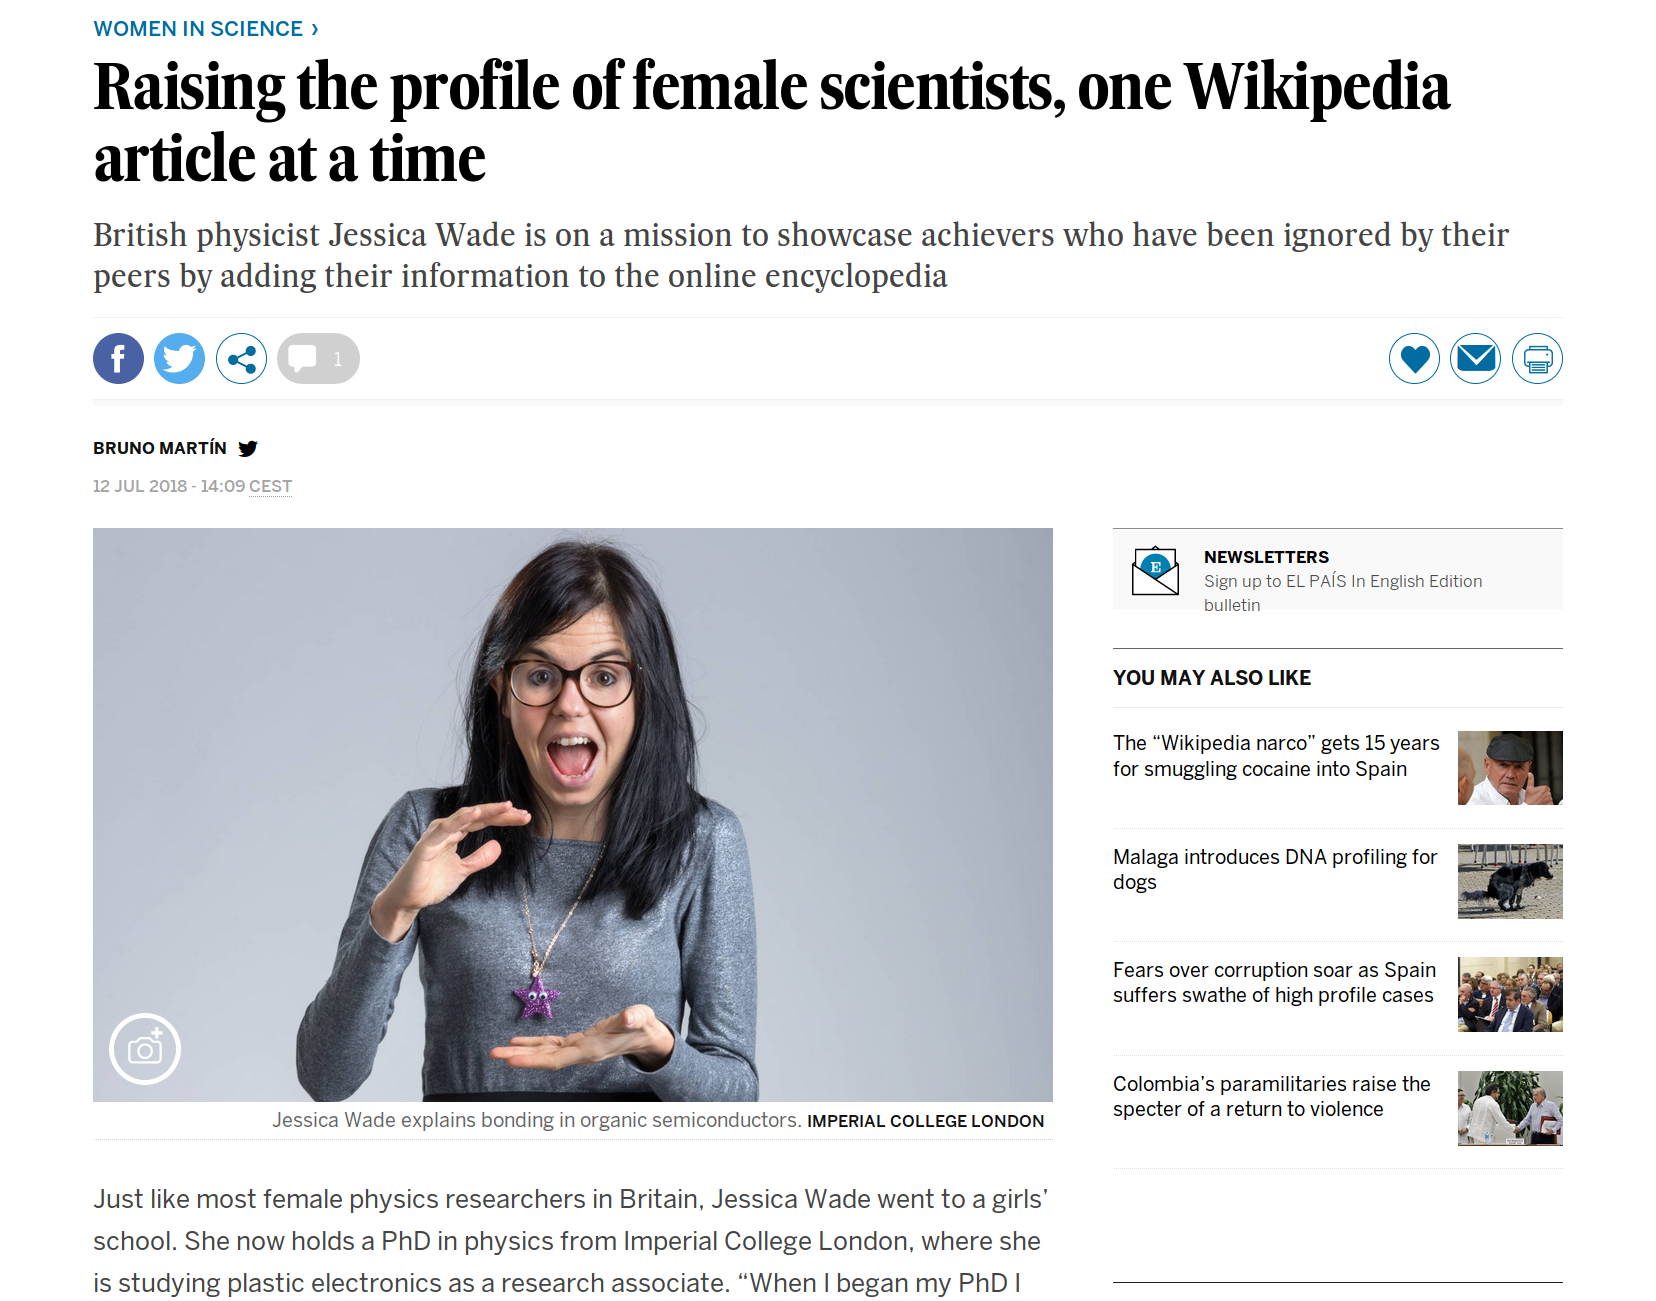 WOMEN IN SCIENCE ›
Raising the profile of female scientists, one Wikipedia
article at a time
British physicist Jessica Wade is on a mission to showcase achievers who have been ignored by their
peers by adding their information to the online encyclopedia
f
1
BRUNO MARTÍN
12 JUL 2018 - 14:09 CEST
Jessica Wade explains bonding in organic semiconductors. IMPERIAL COLLEGE LONDON
Just like most female physics researchers in Britain, Jessica Wade went to a girls’
school. She now holds a PhD in physics from Imperial College London, where she
is studying plastic electronics as a research associate. “When I began my PhD I
E
NEWSLETTERS
Sign up to EL PAÍS In English Edition
bulletin
YOU MAY ALSO LIKE
The “Wikipedia narco” gets 15 years
for smuggling cocaine into Spain
Malaga introduces DNA profiling for
dogs
Fears over corruption soar as Spain
suffers swathe of high profile cases
Colombia’s paramilitaries raise the
specter of a return to violence